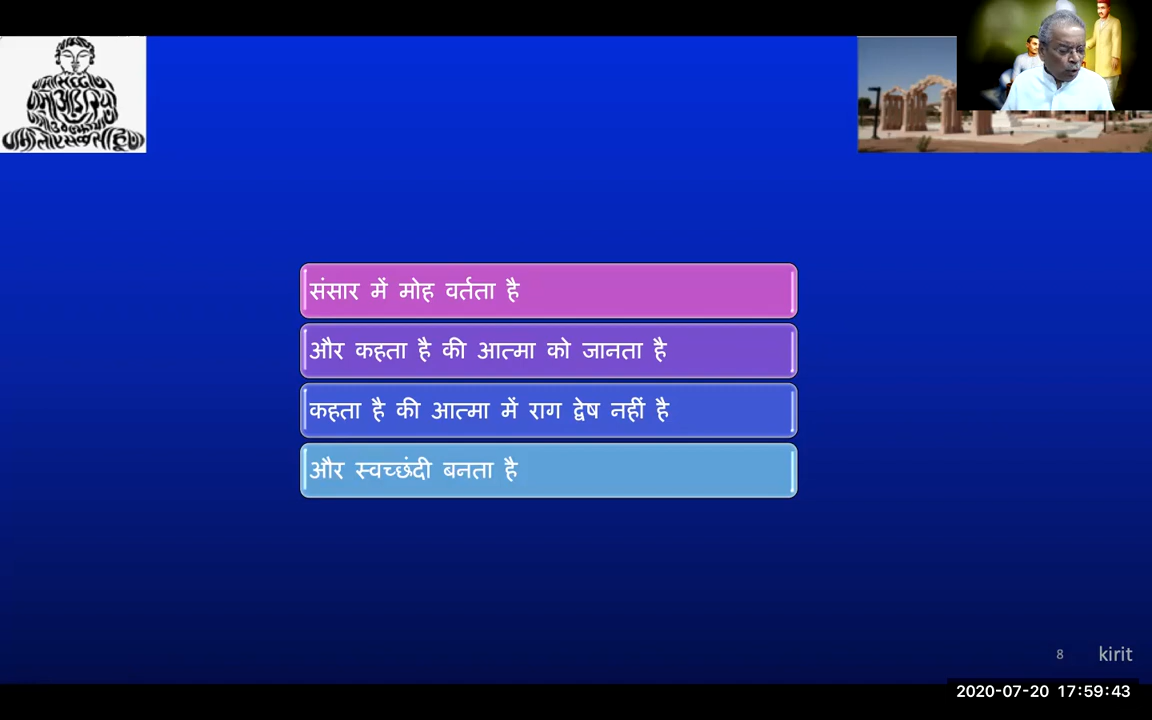 संसार में मोह वर्तता है
और कहता है की आत्मा को जानता है
कहता है की आत्मा में राग द्वेष नहीं है
और स्वच्छंदी बनता है
8 kirit
2020-07-20 17:59:43